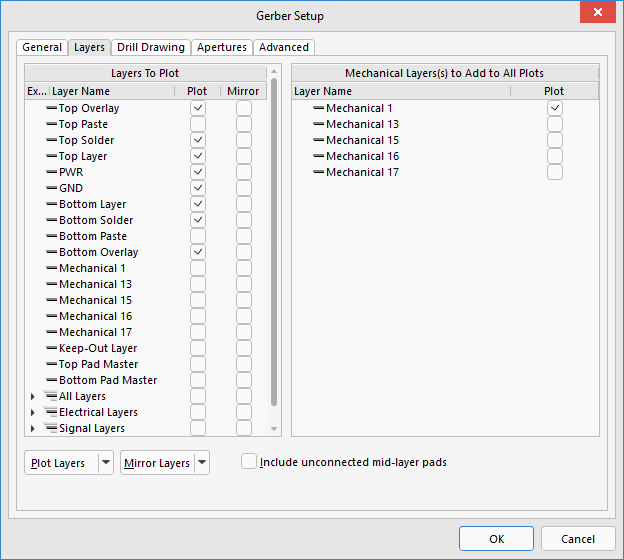 Gerber Setup
General Layers Drill Drawing Apertures Advanced
Layers To Plot
Ex... Layer Name Plot Mirror
Top Overlay
Top Paste
Top Solder
Top Layer
PWR
GND
Bottom Layer
Bottom Solder
Bottom Paste
Bottom Overlay
Mechanical 1
Mechanical 13
Mechanical 15
Mechanical 16
Mechanical 17
Keep-Out Layer
Top Pad Master
Bottom Pad Master
All Layers
Electrical Layers
Signal Layers
Mechanical Layers(s) to Add to All Plots
Layer Name Plot
Mechanical 1
Mechanical 13
Mechanical 15
Mechanical 16
Mechanical 17
Plot Layers Mirror Layers Include unconnected mid-layer pads
OK Cancel